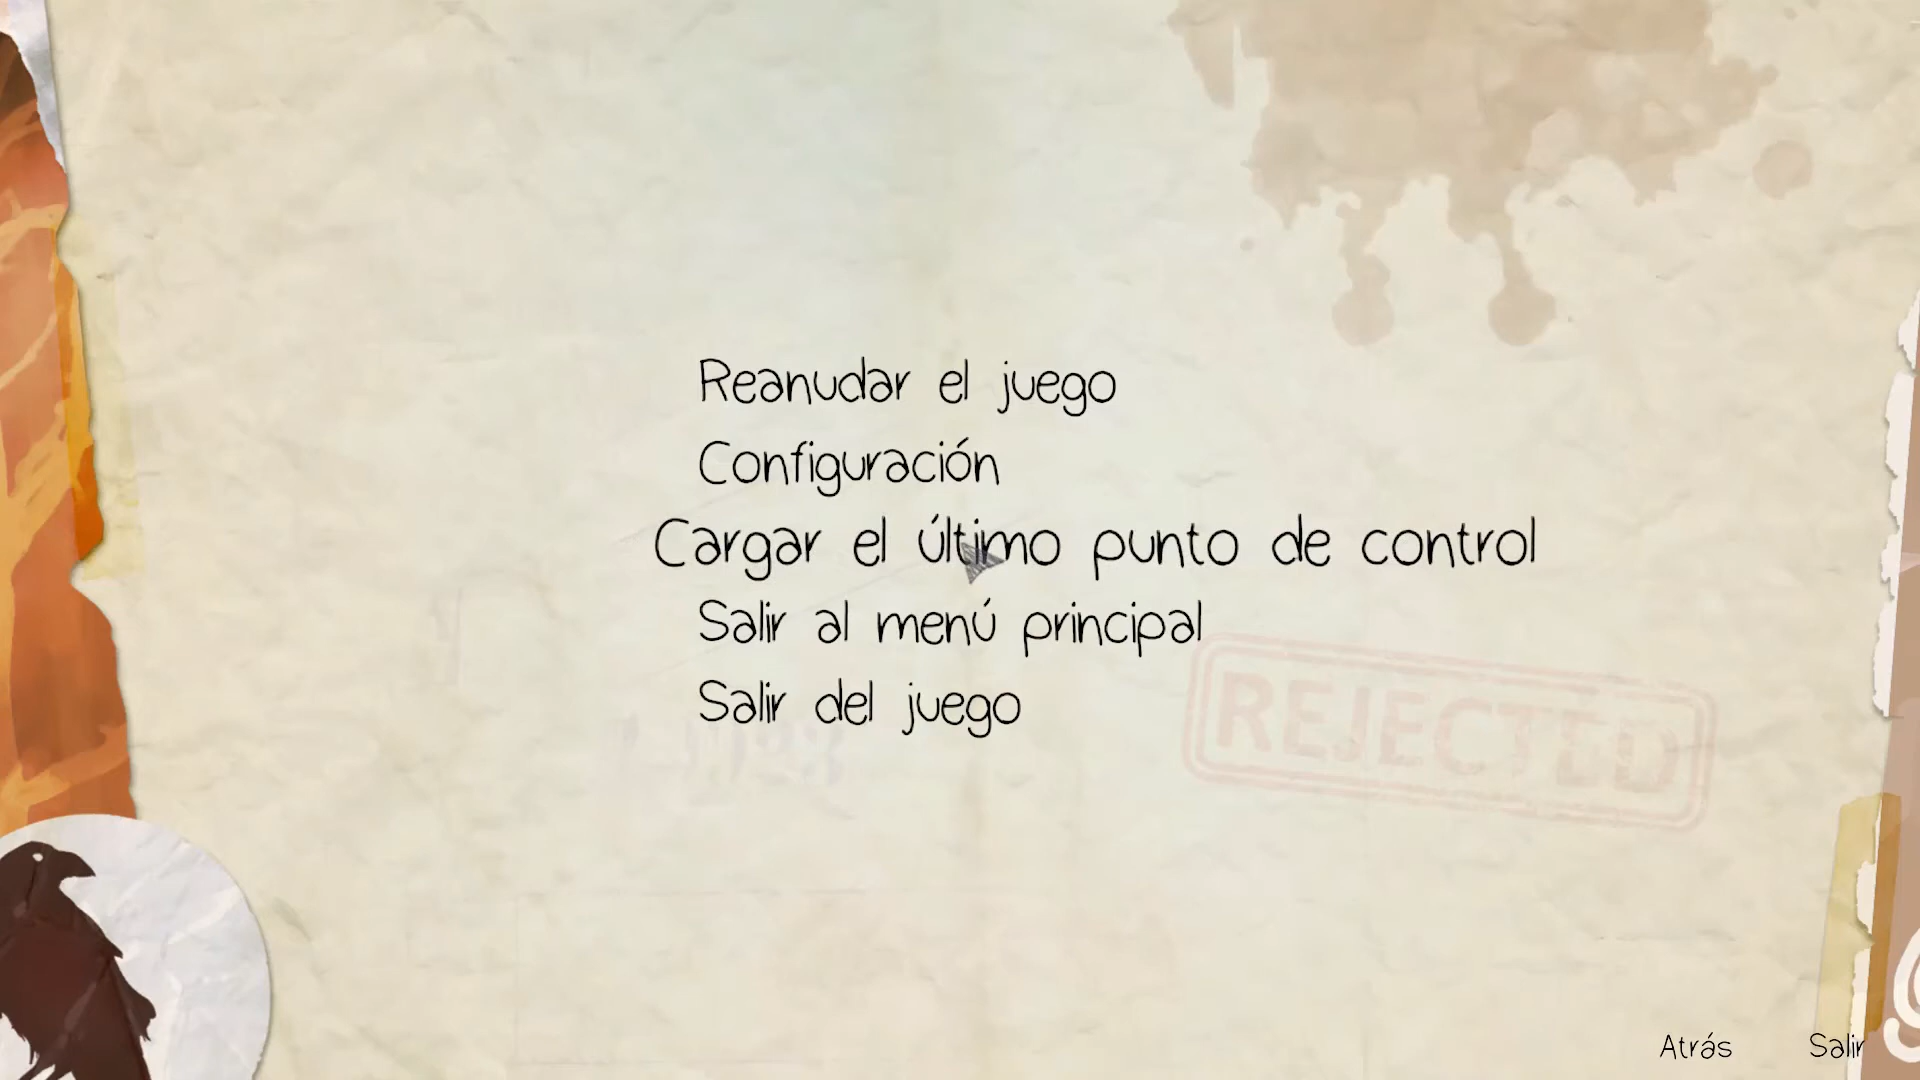 Reanudar el juego
Configuración
Cargar el último punto de control
Salir al menú principal
Salir del juego
REJECTED
Atrás Salir